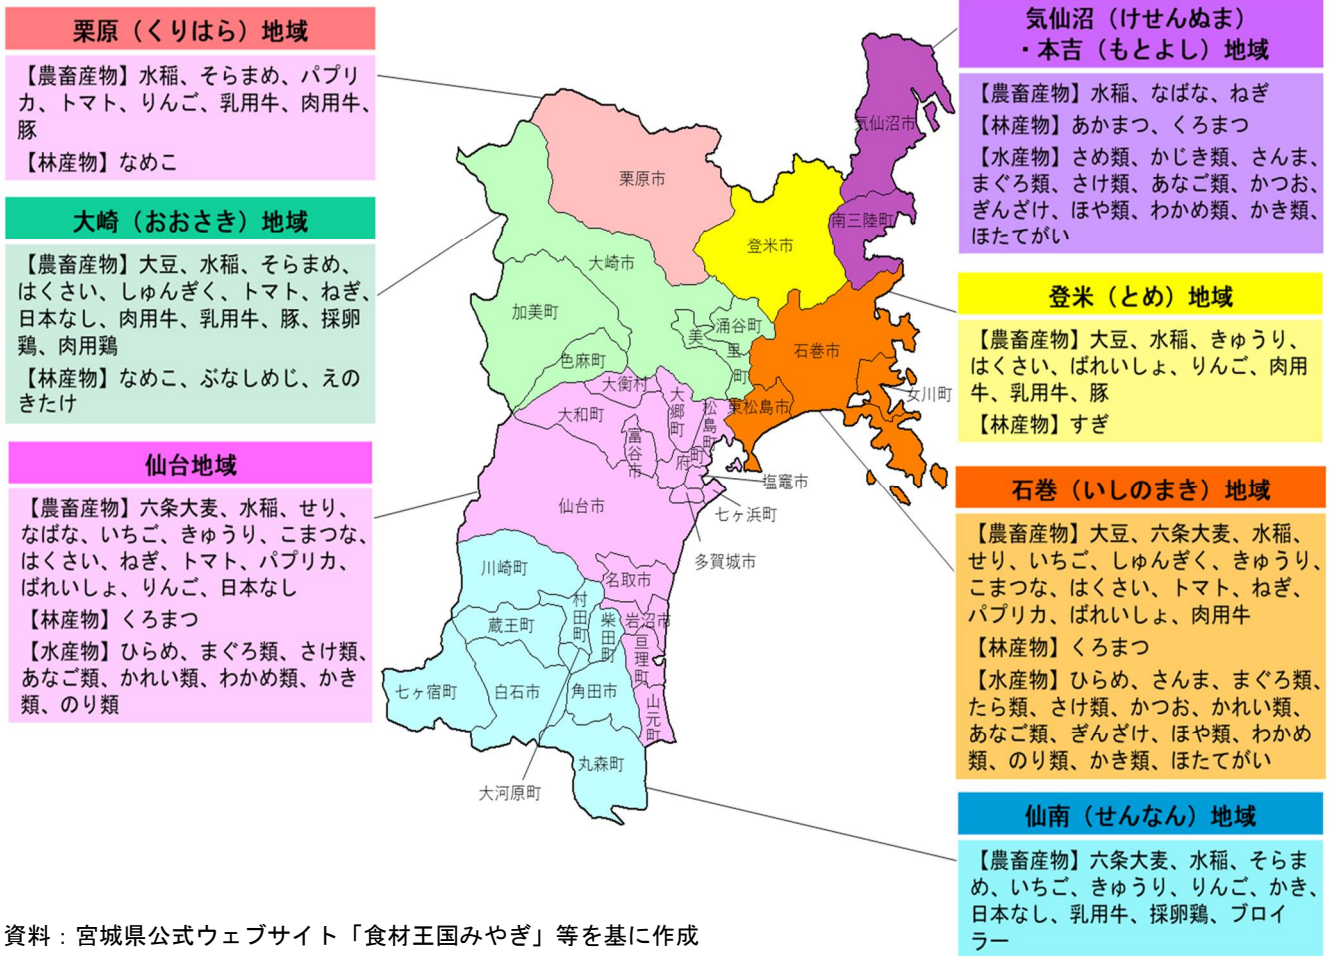 栗原（くりはら）地域
【農畜産物】水稲、そらまめ、パプリ
カ、トマト、りんご、乳用牛、肉用牛、
豚
【林産物】なめこ
大崎（おおさき）地域
【農畜産物】大豆、水稲、そらまめ、
はくさい、しゅんぎく、トマト、ねぎ、
日本なし、肉用牛、乳用牛、豚、採卵
鶏、肉用鶏
【林産物】なめこ、ぶなしめじ、えの
きたけ
仙台地域
【農畜産物】六条大麦、水稲、せり、
なばな、いちご、きゅうり、こまつな、
はくさい、ねぎ、トマト、パプリカ、
ばれいしょ、りんご、日本なし
【林産物】くろまつ
【水産物】ひらめ、まぐろ類、さけ類、
あなご類、かれい類、わかめ類、かき
類、のり類
気仙沼市
栗原市
南三陸町
登米市
大崎市
加美町
涌谷町
美里町
石巻市
色麻町
女川町
大衡村
大郷町
松島町
東松島市
大和町
富谷市
府町
塩竈市
仙台市
七ヶ浜町
多賀城市
川崎町
名取市
村田町
柴田町
岩沼市
蔵王町
亘理町
七ヶ宿町
白石市
角田市
山元町
丸森町
大河原町
気仙沼（けせんぬま）
・本吉（もとよし）地域
【農畜産物】水稲、なばな、ねぎ
【林産物】あかまつ、くろまつ
【水産物】さめ類、かじき類、さんま、
まぐろ類、さけ類、あなご類、かつお、
ぎんざけ、ほや類、わかめ類、かき類、
ほたてがい
登米（とめ）地域
【農畜産物】大豆、水稲、きゅうり、
はくさい、ばれいしょ、りんご、肉用
牛、乳用牛、豚
【林産物】すぎ
石巻（いしのまき）地域
【農畜産物】大豆、六条大麦、水稲、
せり、いちご、しゅんぎく、きゅうり、
こまつな、はくさい、トマト、ねぎ、
パプリカ、ばれいしょ、肉用牛
【林産物】くろまつ
【水産物】ひらめ、さんま、まぐろ類、
たら類、さけ類、かつお、かれい類、
あなご類、ぎんざけ、ほや類、わかめ
類、のり類、かき類、ほたてがい
仙南（せんなん）地域
【農畜産物】六条大麦、水稲、そらま
め、いちご、きゅうり、りんご、かき、
日本なし、乳用牛、採卵鶏、ブロイ
ラー
資料：宮城県公式ウェブサイト「食材王国みやぎ」等を基に作成